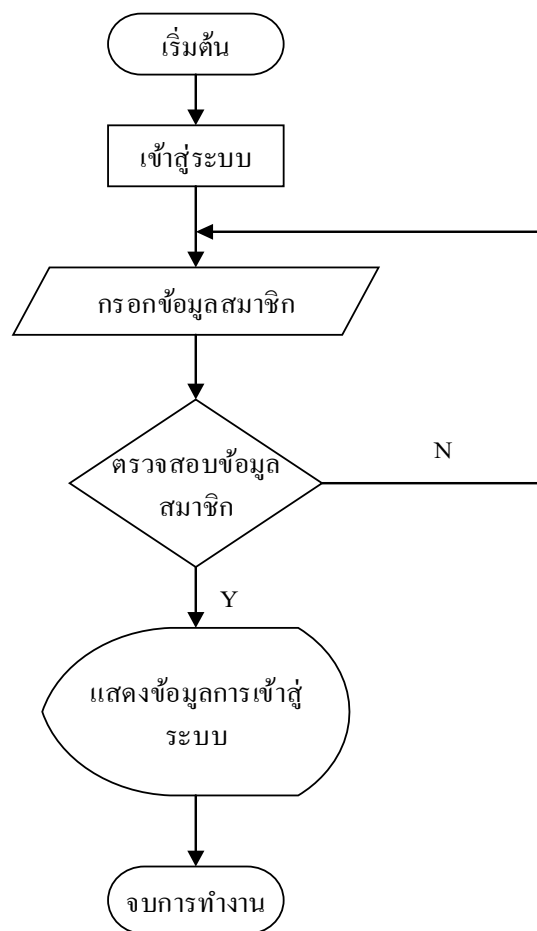 เริ่มต้น
เข้าสู่ระบบ
กรอกข้อมูลสมาชิก
ตรวจสอบข้อมูล
สมาชิก
N
Y
แสดงข้อมูลการเข้าสู่
ระบบ
จบการทำงาน